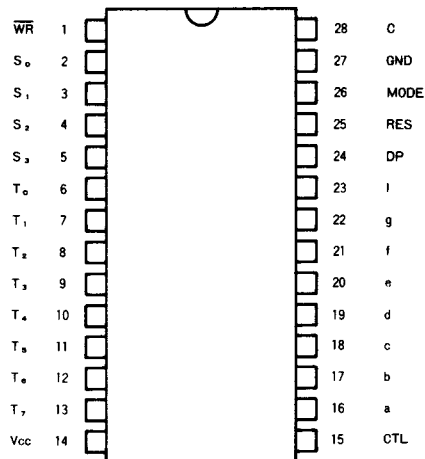 W̅R̅ 1 28 C
S₀ 2 27 GND
S₁ 3 26 MODE
S₂ 4 25 RES
S₃ 5 24 DP
T₀ 6 23 I
T₁ 7 22 g
T₂ 8 21 f
T₃ 9 20 e
T₄ 10 19 d
T₅ 11 18 c
T₆ 12 17 b
T₇ 13 16 a
Vcc 14 15 CTL